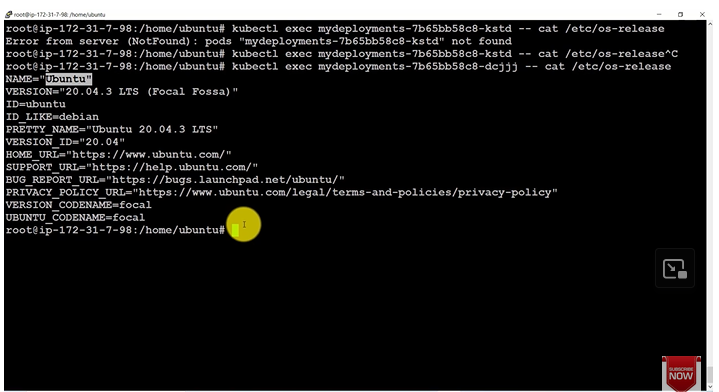 root@ip-172-31-7-98: /home/ubuntu
root@ip-172-31-7-98:/home/ubuntu# kubectl exec mydeployments-7b65bb58c8-kstd -- cat /etc/os-release
Error from server (NotFound): pods "mydeployments-7b65bb58c8-kstd" not found
root@ip-172-31-7-98:/home/ubuntu# kubectl exec mydeployments-7b65bb58c8-kstd -- cat /etc/os-release^C
root@ip-172-31-7-98:/home/ubuntu# kubectl exec mydeployments-7b65bb58c8-dcjjj -- cat /etc/os-release
NAME="Ubuntu"
VERSION="20.04.3 LTS (Focal Fossa)"
ID=ubuntu
ID_LIKE=debian
PRETTY_NAME="Ubuntu 20.04.3 LTS"
VERSION_ID="20.04"
HOME_URL="https://www.ubuntu.com/"
SUPPORT_URL="https://help.ubuntu.com/"
BUG_REPORT_URL="https://bugs.launchpad.net/ubuntu/"
PRIVACY_POLICY_URL="https://www.ubuntu.com/legal/terms-and-policies/privacy-policy"
VERSION_CODENAME=focal
UBUNTU_CODENAME=focal
root@ip-172-31-7-98:/home/ubuntu#
SUBSCRIBE
NOW